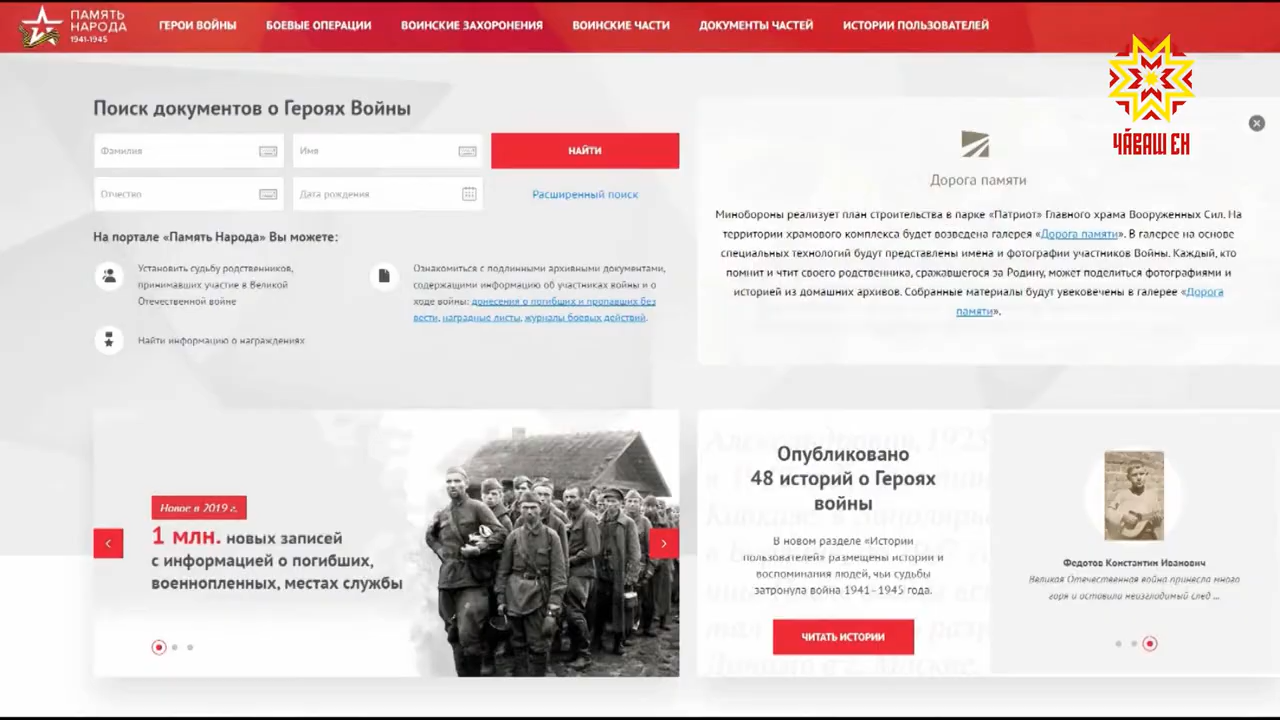 ПАМЯТЬ
НАРОДА
1941-1945
ГЕРОИ ВОЙНЫ
БОЕВЫЕ ОПЕРАЦИИ
ВОИНСКИЕ ЗАХОРОНЕНИЯ
ВОИНСКИЕ ЧАСТИ
ДОКУМЕНТЫ ЧАСТЕЙ
ИСТОРИИ ПОЛЬЗОВАТЕЛЕЙ
ЧӐВАШ ЕН
Поиск документов о Героях Войны
Фамилия
Имя
НАЙТИ
Отчество
Дата рождения
Расширенный поиск
На портале «Память Народа» Вы можете:
Установить судьбу родственников,
принимавших участие в Великой
Отечественной войне
Найти информацию о награждениях
Ознакомиться с подлинными архивными документами,
содержащими информацию об участниках войны и о
ходе войны: донесения о погибших и пропавших без
вести, наградные листы, журналы боевых действий.
Дорога памяти
Минобороны реализует план строительства в парке «Патриот» Главного храма Вооруженных Сил. На
территории храмового комплекса будет возведена галерея «Дорога памяти». В галерее на основе
специальных технологий будут представлены имена и фотографии участников Войны. Каждый, кто
помнит и чтит своего родственника, сражавшегося за Родину, может поделиться фотографиями и
историей из домашних архивов. Собранные материалы будут увековечены в галерее «Дорога
памяти».
Новое в 2019 г.
1 млн. новых записей
с информацией о погибших,
военнопленных, местах службы
Опубликовано
48 историй о Героях
войны
В новом разделе «Истории
пользователей» размещены истории и
воспоминания людей, чьи судьбы
затронула война 1941–1945 года.
ЧИТАТЬ ИСТОРИИ
Федотов Константин Иванович
Великая Отечественная война принесла много
горя и оставила неизгладимый след ...